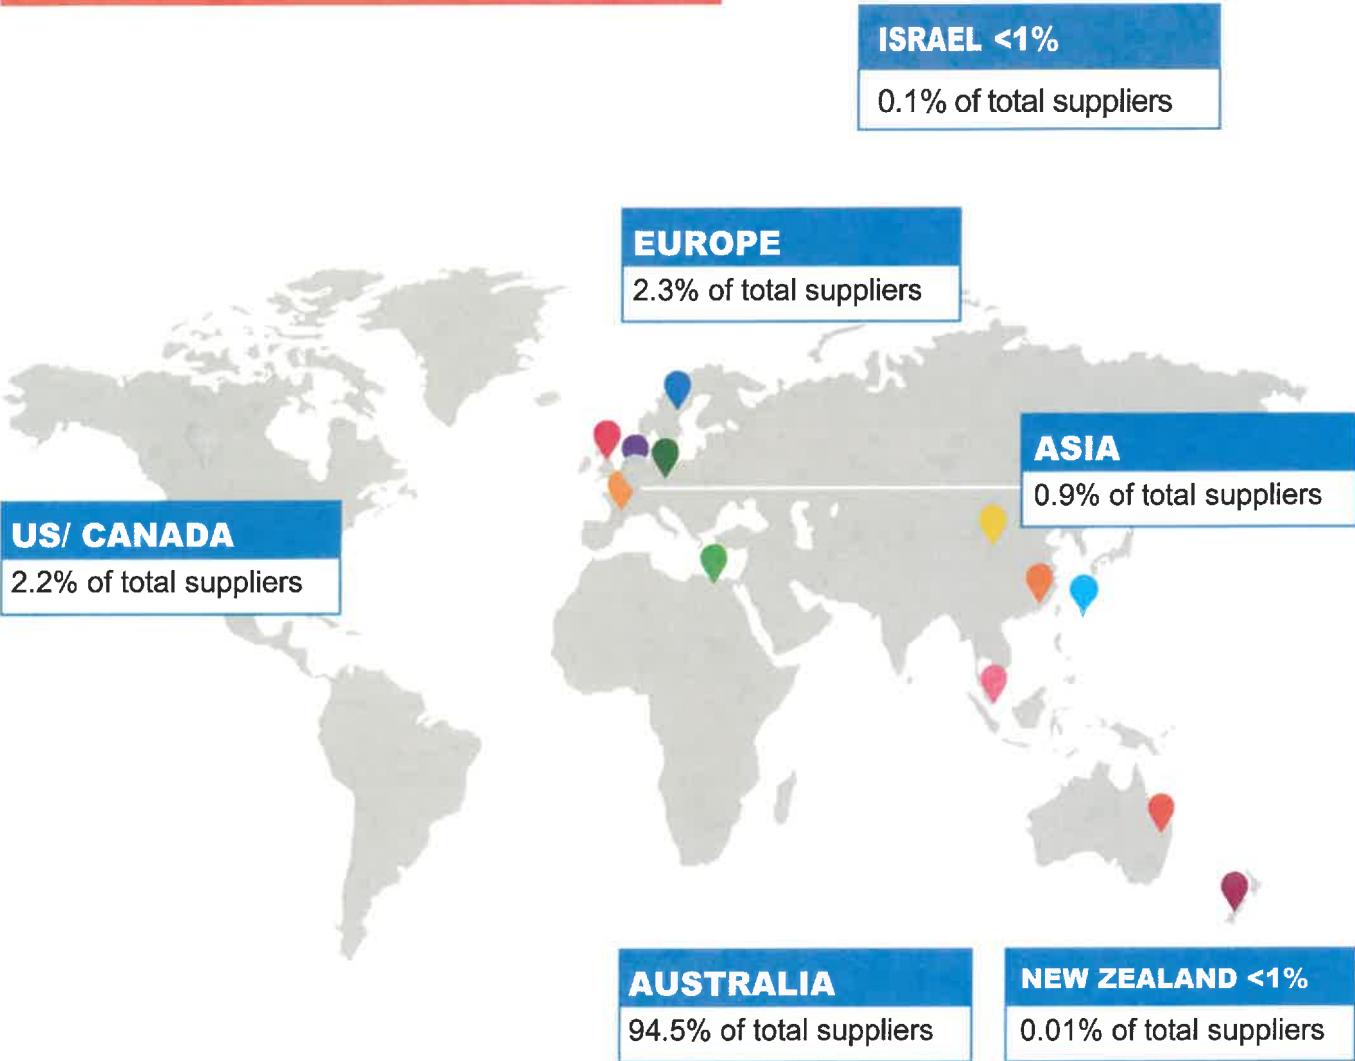 ISRAEL <1%
0.1% of total suppliers
EUROPE
2.3% of total suppliers
ASIA
0.9% of total suppliers
US/ CANADA
2.2% of total suppliers
AUSTRALIA
94.5% of total suppliers
NEW ZEALAND <1%
0.01% of total suppliers